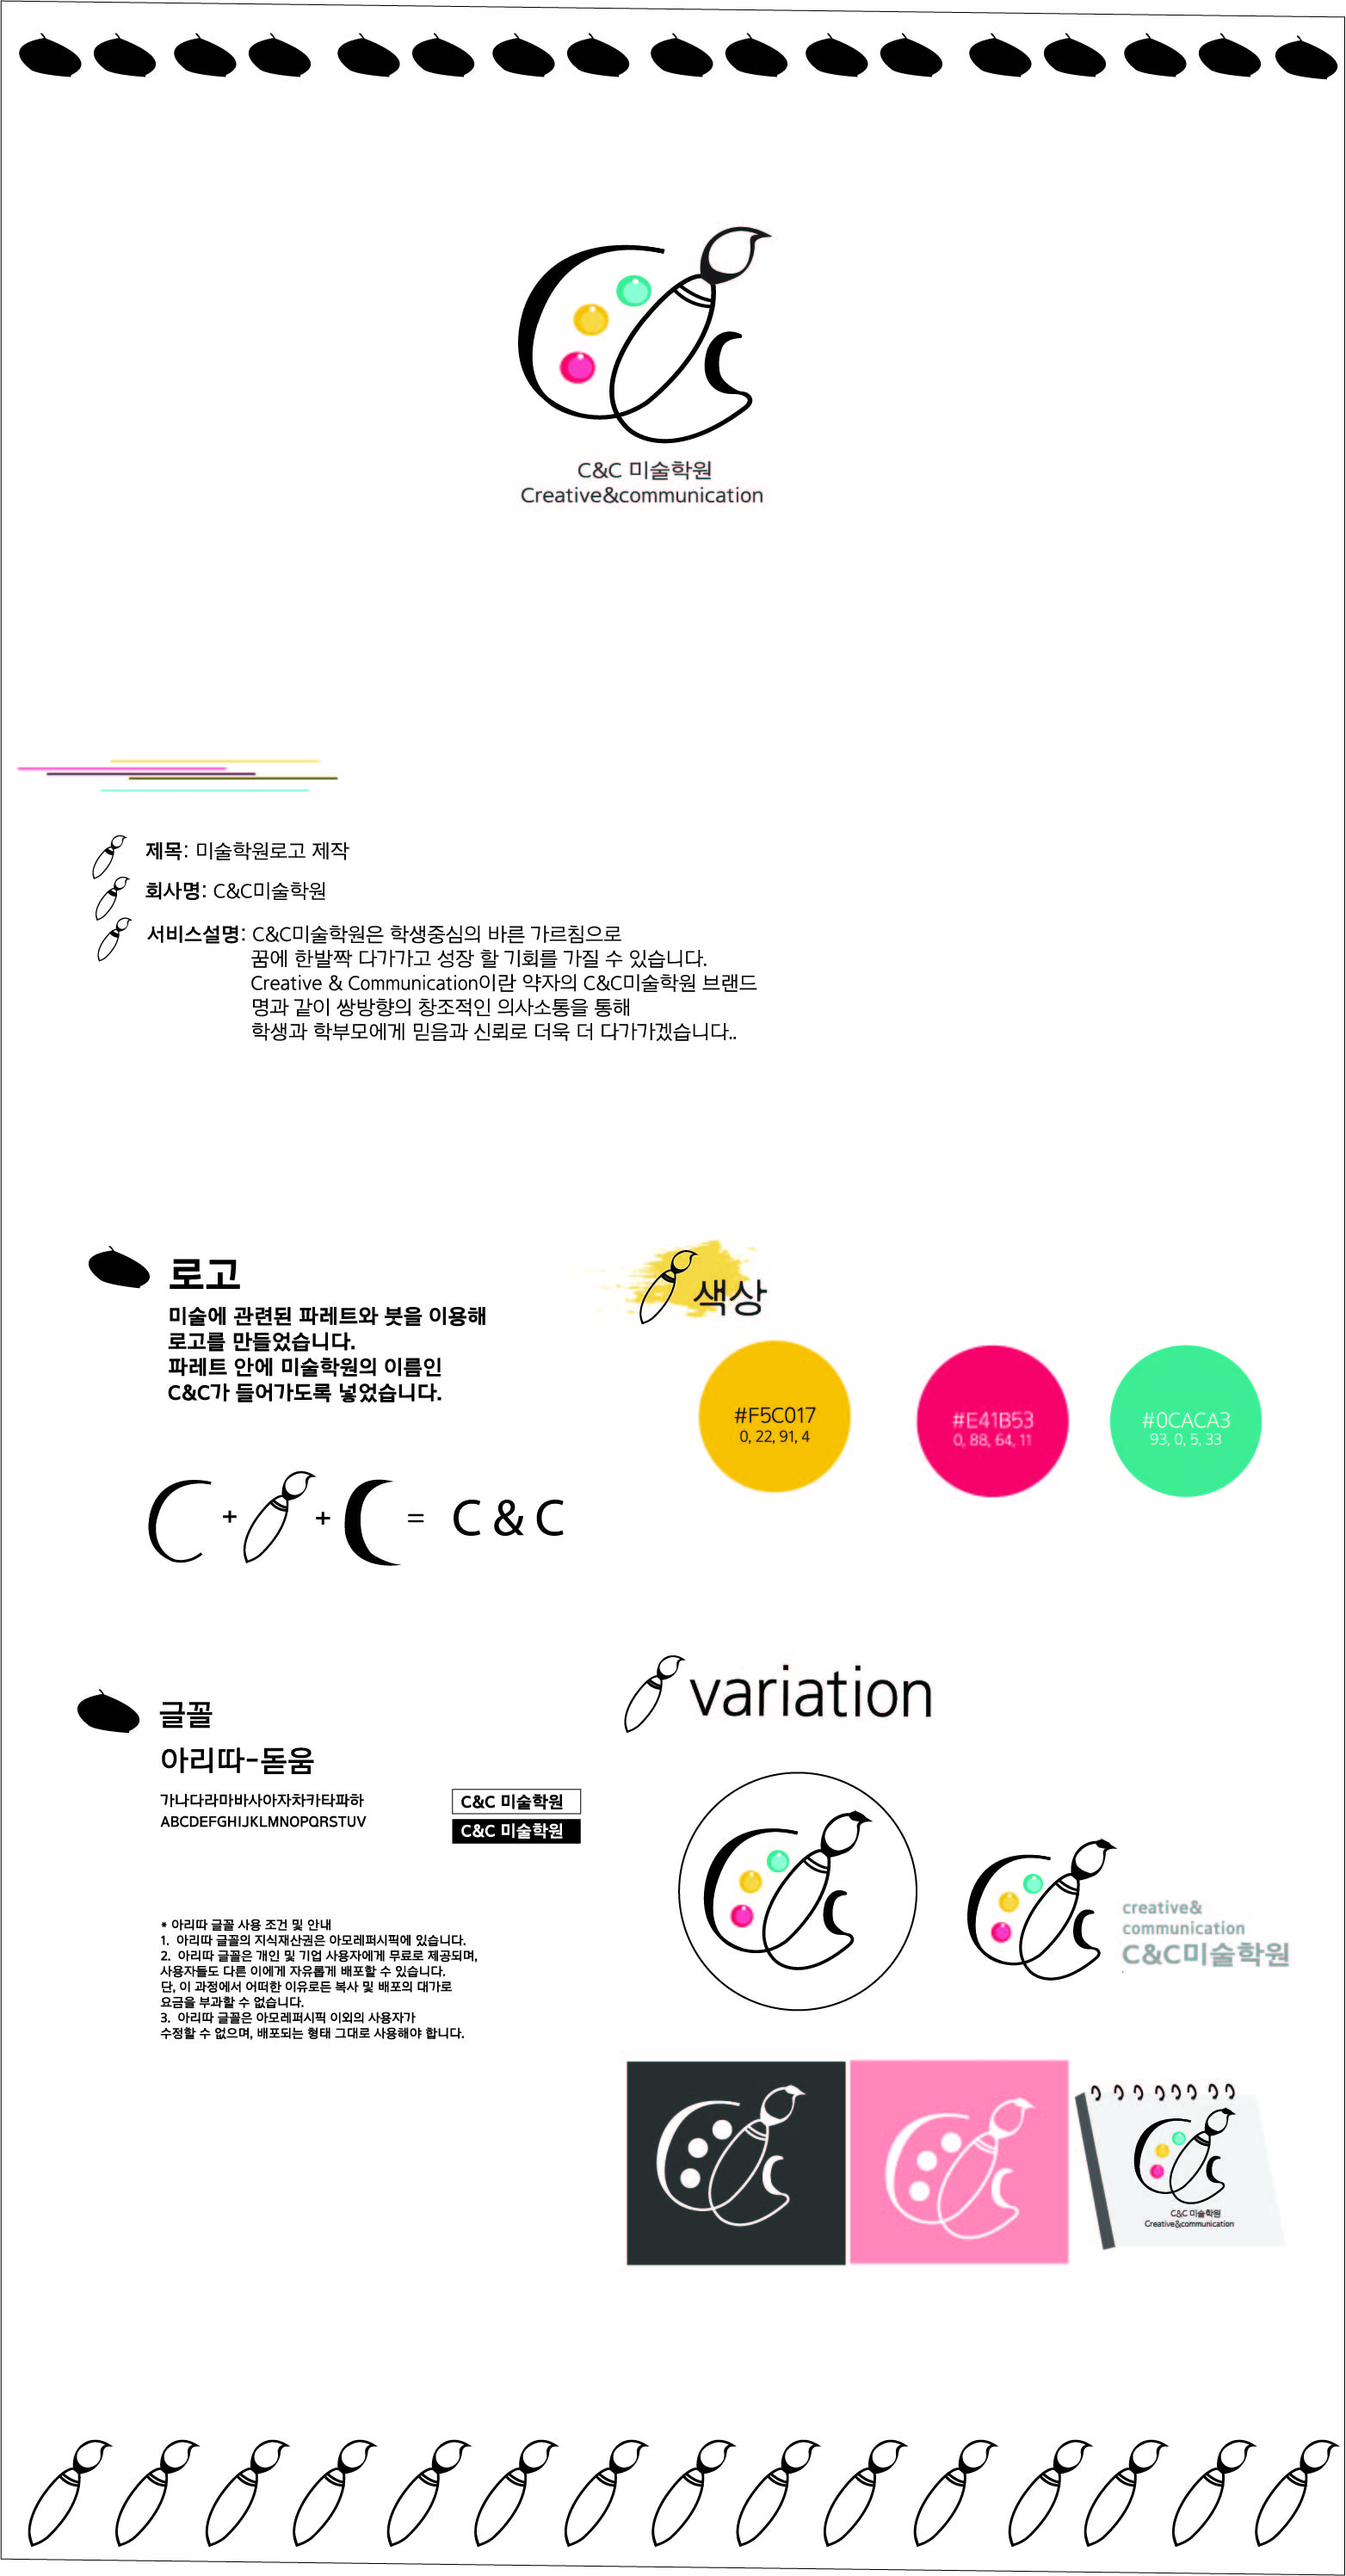 C&C 미술학원
Creative&communication
제목: 미술학원로고 제작
회사명: C&C미술학원
서비스설명: C&C미술학원은 학생중심의 바른 가르침으로
꿈에 한발짝 다가가고 성장 할 기회를 가질 수 있습니다.
Creative & Communication이란 약자의 C&C미술학원 브랜드
명과 같이 쌍방향의 창조적인 의사소통을 통해
학생과 학부모에게 믿음과 신뢰로 더욱 더 다가가겠습니다..
로고
미술에 관련된 파레트와 붓을 이용해
로고를 만들었습니다.
파레트 안에 미술학원의 이름인
C&C가 들어가도록 넣었습니다.
+ + = C & C
색상
#F5C017
0, 22, 91, 4
#E41B53
0, 88, 64, 11
#0CACA3
93, 0, 5, 33
글꼴
아리따-돋움
가나다라마바사아자차카타파하
ABCDEFGHIJKLMNOPQRSTUV
C&C 미술학원
C&C 미술학원
* 아리따 글꼴 사용 조건 및 안내
1. 아리따 글꼴의 지식재산권은 아모레퍼시픽에 있습니다.
2. 아리따 글꼴은 개인 및 기업 사용자에게 무료로 제공되며,
사용자들도 다른 이에게 자유롭게 배포할 수 있습니다.
단, 이 과정에서 어떠한 이유로든 복사 및 배포의 대가로
요금을 부과할 수 없습니다.
3. 아리따 글꼴은 아모레퍼시픽 이외의 사용자가
수정할 수 없으며, 배포되는 형태 그대로 사용해야 합니다.
variation
creative&
communication
C&C미술학원
C&C 미술학원
Creative&communication